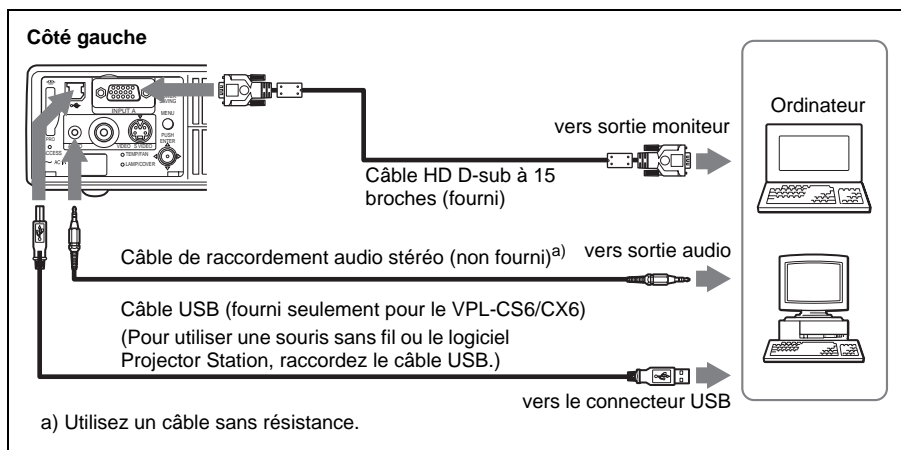 Côté gauche
INPUT A
MENU
PUSH
ENTER
VIDEO
S VIDEO
TEMP/FAN
LAMP/COVER
PRO
ACCESS
AC IN
Ordinateur
vers sortie moniteur
Câble HD D-sub à 15
broches (fourni)
Câble de raccordement audio stéréo (non fourni)a)
vers sortie audio
Câble USB (fourni seulement pour le VPL-CS6/CX6)
(Pour utiliser une souris sans fil ou le logiciel
Projector Station, raccordez le câble USB.)
vers le connecteur USB
a) Utilisez un câble sans résistance.